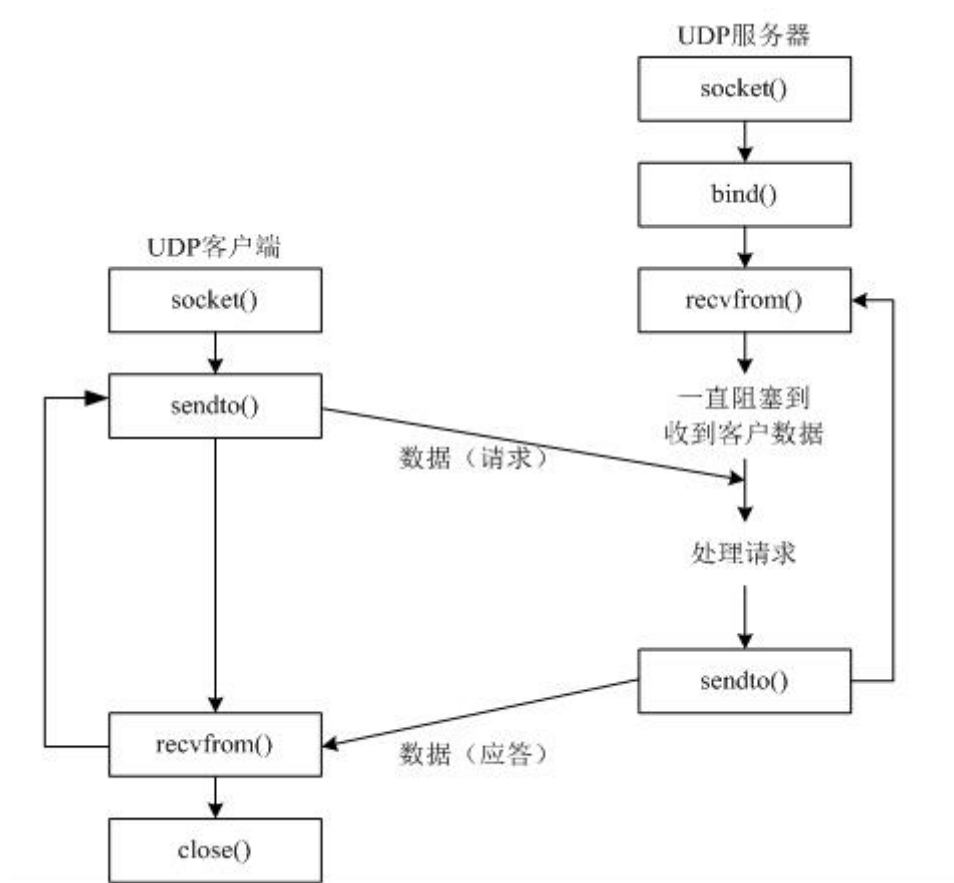 UDP服务器
socket()
bind()
recvfrom()
一直阻塞到
收到客户数据
处理请求
sendto()
UDP客户端
socket()
sendto()
数据（请求）
recvfrom()
数据（应答）
close()